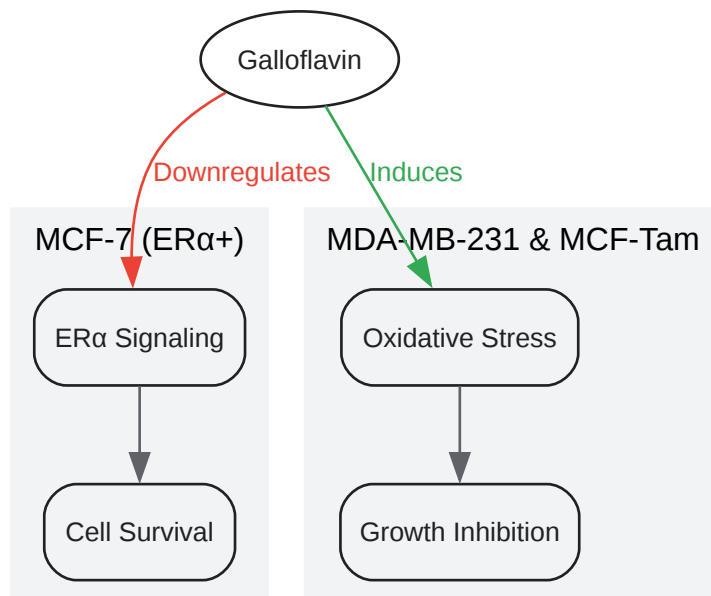 Galloflavin
Downregulates
Induces
MCF-7 (ERα+)
MDA-MB-231 & MCF-Tam
ERα Signaling
Oxidative Stress
Cell Survival
Growth Inhibition